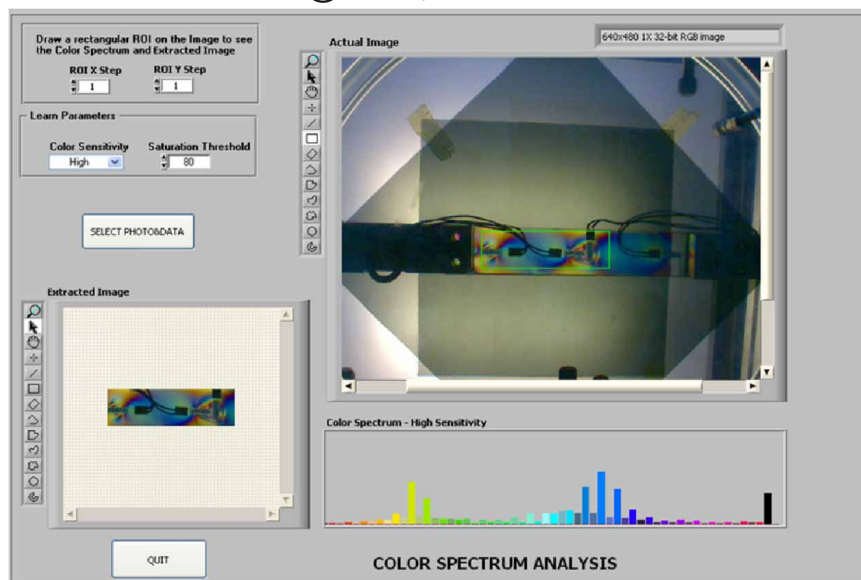 Draw a rectangular ROI on the Image to see
the Color Spectrum and Extracted Image
ROI X Step
ROI Y Step
1
1
Learn Parameters
Color Sensitivity
Saturation Threshold
High
80
SELECT PHOTO&DATA
Actual Image
640x480 1X 32-bit RGB image
Extracted Image
Color Spectrum - High Sensitivity
QUIT
COLOR SPECTRUM ANALYSIS